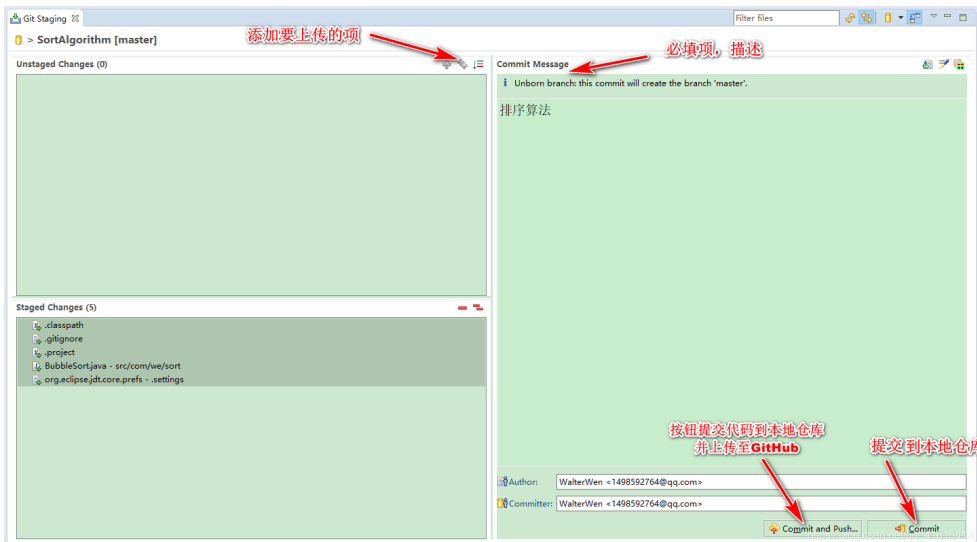 Git Staging
Filter files
> SortAlgorithm [master]
添加要上传的项
必填项，描述
Unstaged Changes (0)
Commit Message
Unborn branch: this commit will create the branch 'master'.
排序算法
Staged Changes (5)
.classpath
.gitignore
.project
BubbleSort.java - src/com/we/sort
org.eclipse.jdt.core.prefs - .settings
按钮提交代码到本地仓库
并上传至GitHub
提交到本地仓库
Author:
WalterWen <1498592764@qq.com>
Committer:
WalterWen <1498592764@qq.com>
Commit and Push...
Commit